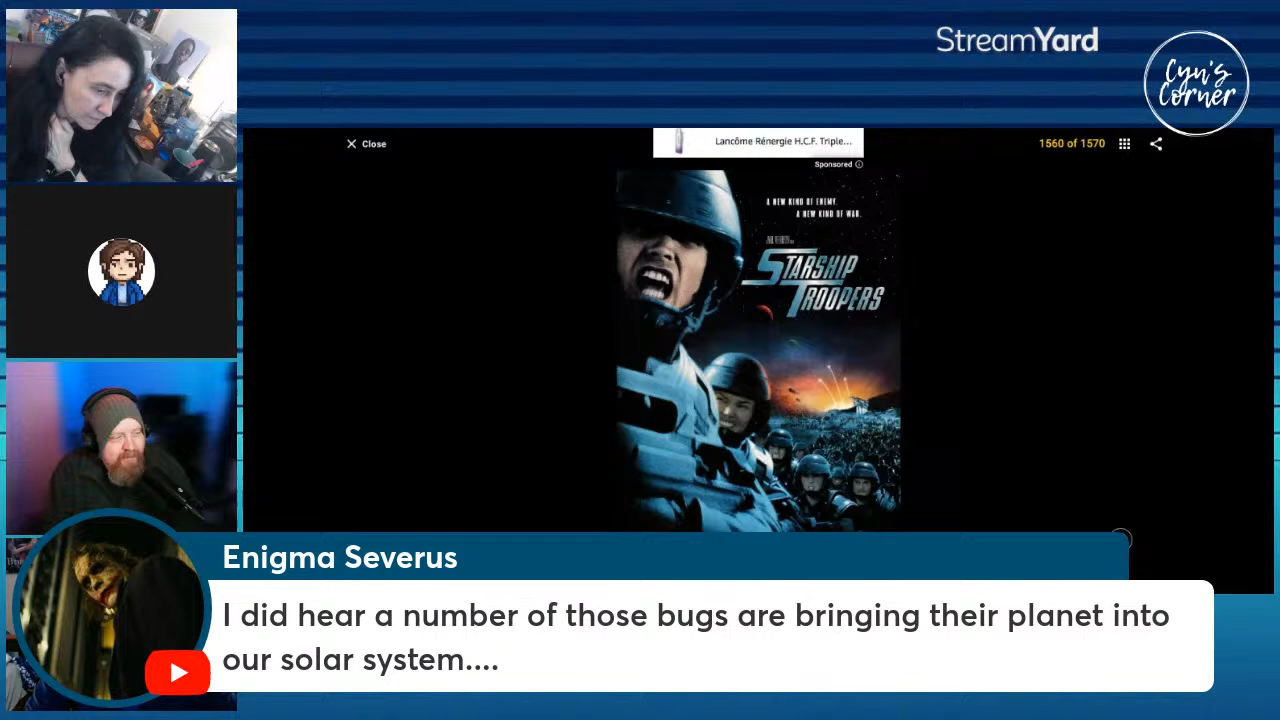 StreamYard
Cyn's
Corner
Close
Lancôme Rénergie H.C.F. Triple...
Sponsored
1560 of 1570
A NEW KIND OF ENEMY.
A NEW KIND OF WAR.
STARSHIP
TROOPERS
Enigma Severus
I did hear a number of those bugs are bringing their planet into
our solar system....